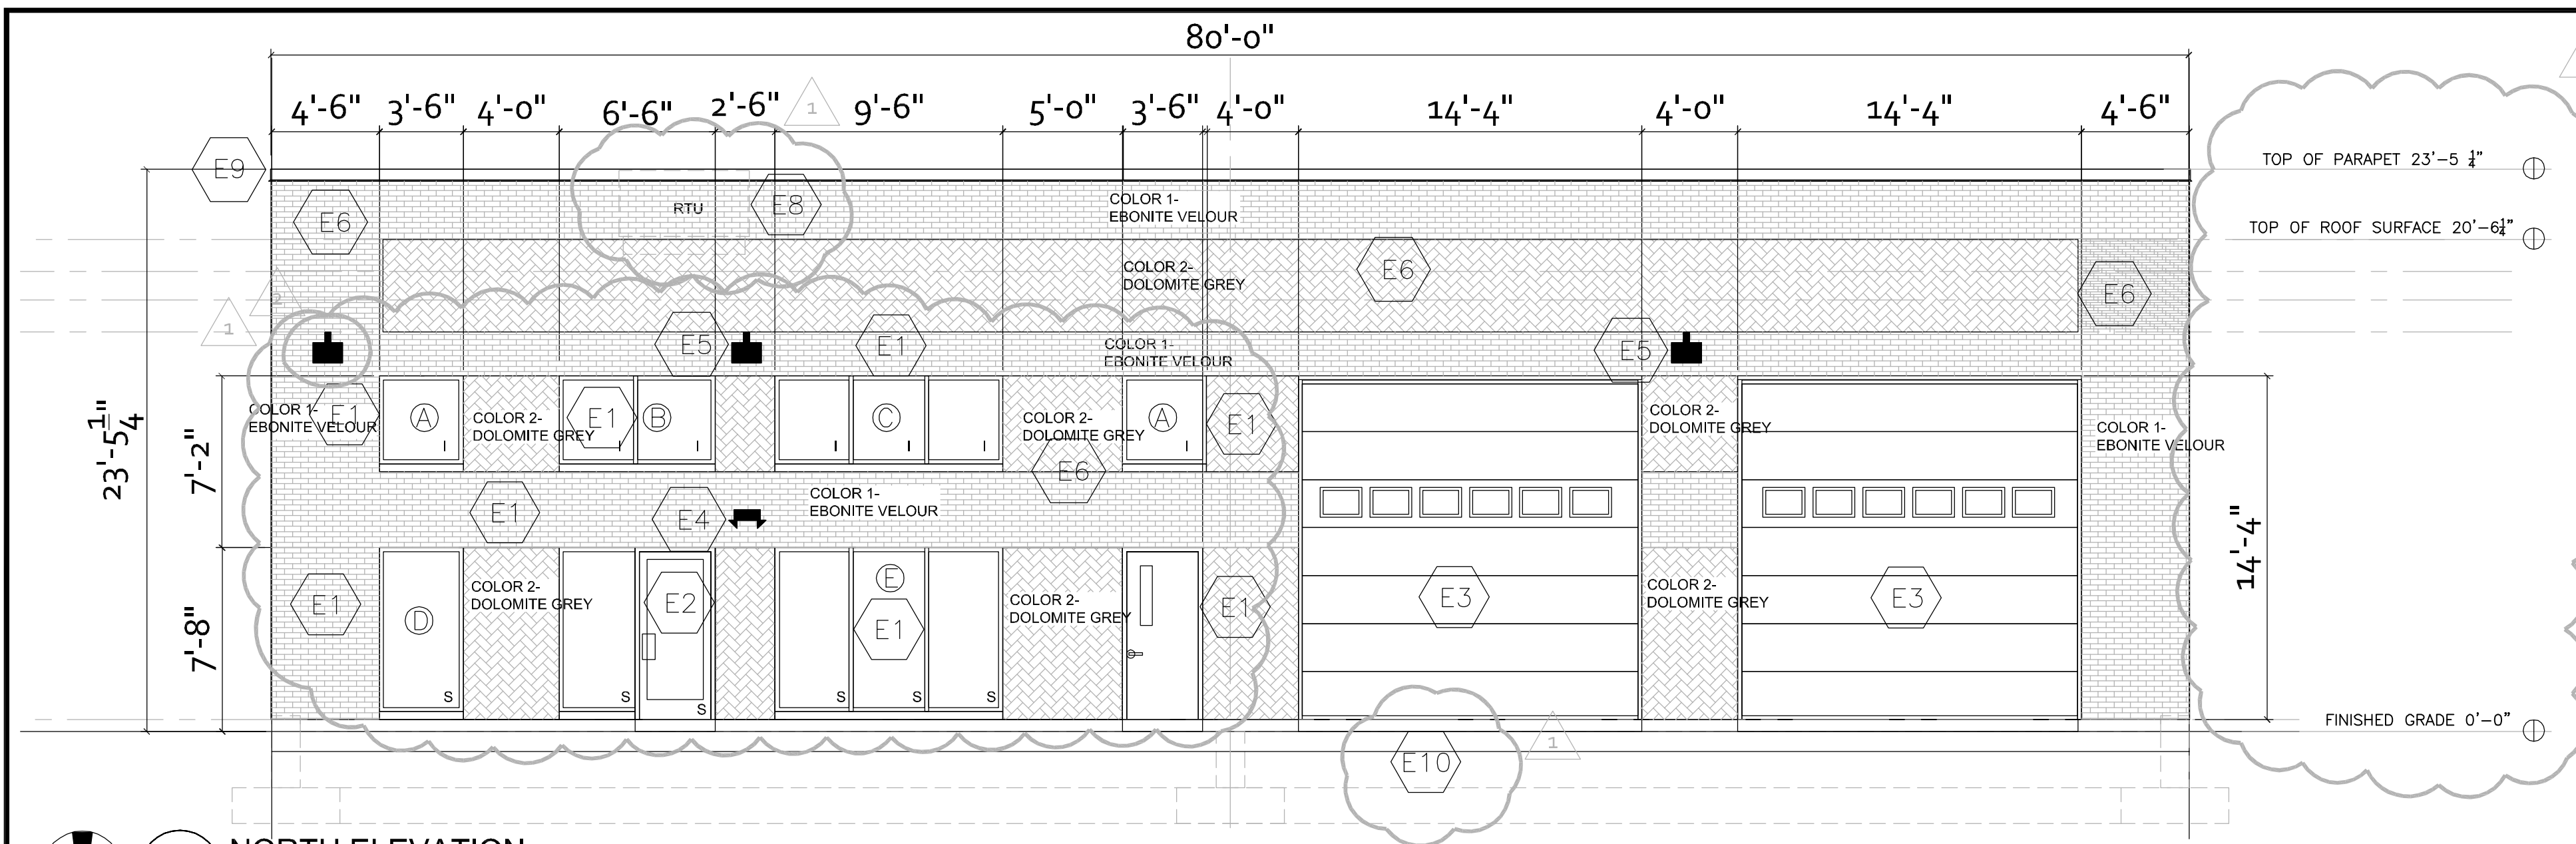 80'-0"
4'-6" 3'-6" 4'-0" 6'-6" 2'-6" 9'-6" 5'-0" 3'-6" 4'-0" 14'-4" 4'-0" 14'-4" 4'-6"
1
E9
TOP OF PARAPET 23'-5 1/4"
E6
RTU
E8
COLOR 1-
EBONITE VELOUR
TOP OF ROOF SURFACE 20'-6 1/4"
COLOR 2-
DOLOMITE GREY
E6
E6
1
E5
E1
COLOR 1-
EBONITE VELOUR
E5
23'-5 1/4"
7'-2"
COLOR 1-
EBONITE VELOUR
E1
A
COLOR 2-
DOLOMITE GREY
E1
B
C
COLOR 2-
DOLOMITE GREY
A
E1
COLOR 2-
DOLOMITE GREY
COLOR 1-
EBONITE VELOUR
E6
E1
E4
COLOR 1-
EBONITE VELOUR
14'-4"
7'-8"
E1
D
COLOR 2-
DOLOMITE GREY
E2
E
E1
COLOR 2-
DOLOMITE GREY
E1
E3
COLOR 2-
DOLOMITE GREY
E3
S S S S S S
FINISHED GRADE 0'-0"
E10
1
NORTH ELEVATION